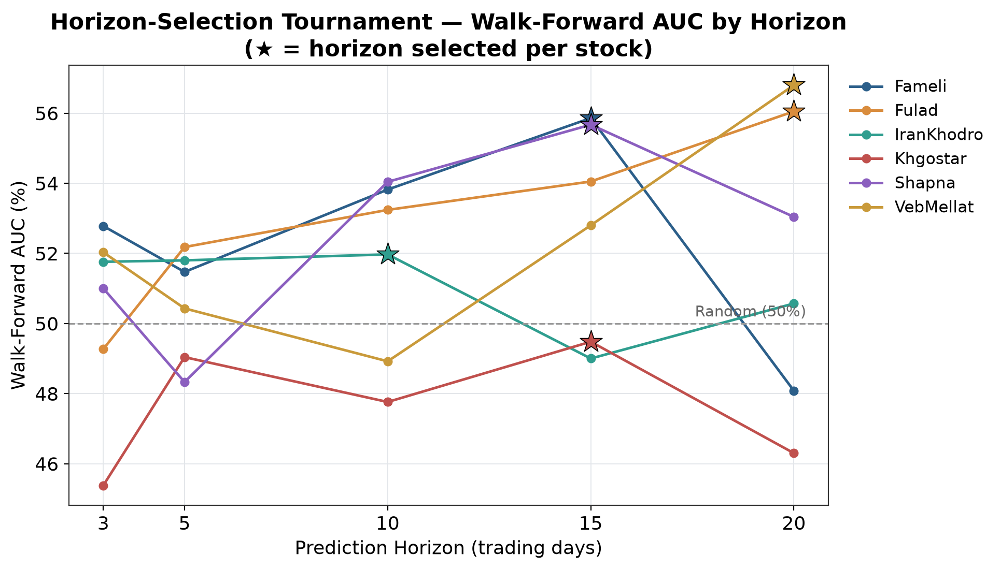 Horizon-Selection Tournament — Walk-Forward AUC by Horizon
(★ = horizon selected per stock)
Walk-Forward AUC (%)
56
54
52
50
48
46
Random (50%)
3 5 10 15 20
Prediction Horizon (trading days)
Fameli
Fulad
IranKhodro
Khgostar
Shapna
VebMellat